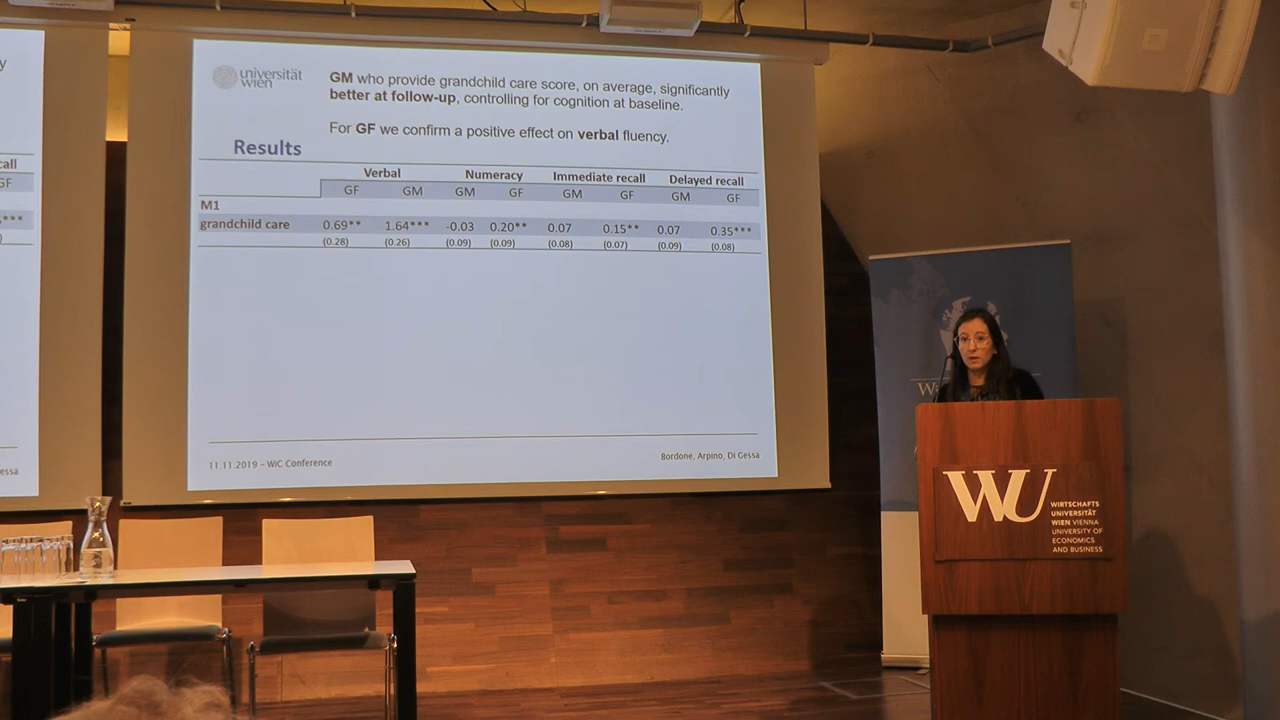 y
call
GF
***
)
essa
universität
wien
GM who provide grandchild care score, on average, significantly
better at follow-up, controlling for cognition at baseline.
For GF we confirm a positive effect on verbal fluency.
Results
Verbal Numeracy Immediate recall Delayed recall
GF GM GM GF GM GF GM GF
M1
grandchild care 0.69** 1.64*** -0.03 0.20** 0.07 0.15** 0.07 0.35***
(0.28) (0.26) (0.09) (0.09) (0.08) (0.07) (0.09) (0.08)
11.11.2019 – WiC Conference
Bordone, Arpino, Di Gessa
WU
WIRTSCHAFTS
UNIVERSITÄT
WIEN VIENNA
UNIVERSITY OF
ECONOMICS
AND BUSINESS